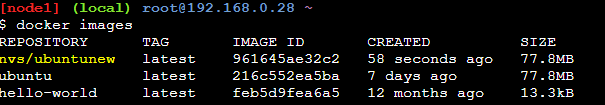 [node1] (local) root@192.168.0.28 ~
$ docker images
REPOSITORY TAG IMAGE ID CREATED SIZE
nvs/ubuntunew latest 961645ae32c2 58 seconds ago 77.8MB
ubuntu latest 216c552ea5ba 7 days ago 77.8MB
hello-world latest feb5d9fea6a5 12 months ago 13.3kB